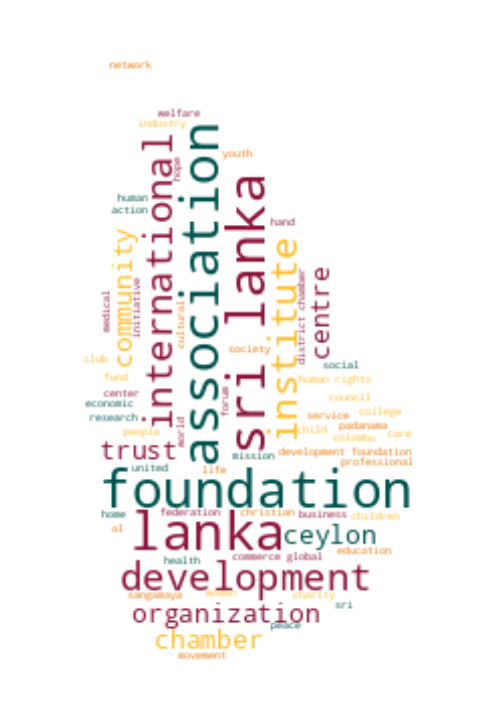 network
welfare
industry
association
youth
international
hope
human
action
sri lanka
hand
community
institute
medical
initiative
cultural
district chamber
centre
society
club
fund
social
human rights
center
economic
research
forum
council
college
service
people
world
child
padanama
colombo
care
trust
mission
development foundation
professional
united
life
foundation
home
federation
christian
business
children
al
lanka
ceylon
education
health
commerce
global
development
sangamaya
women
charity
sri
organization
peace
chamber
movement